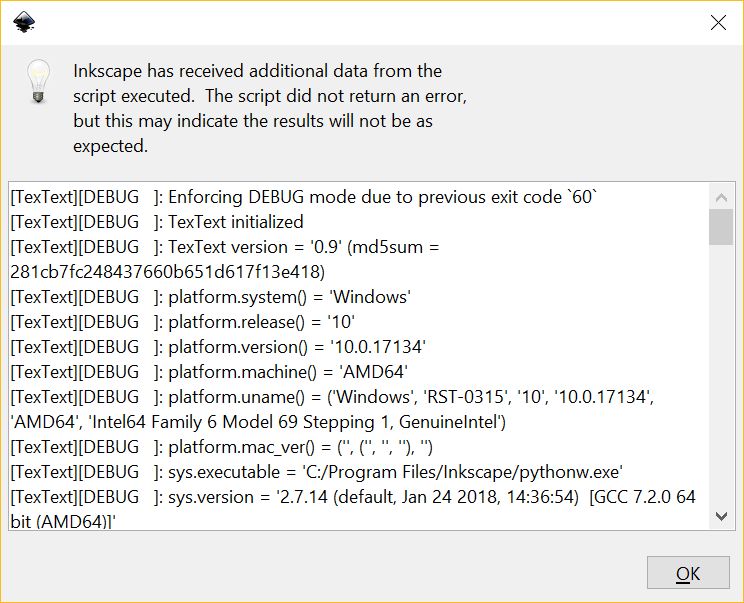 Inkscape has received additional data from the
script executed.  The script did not return an error,
but this may indicate the results will not be as
expected.
[TexText][DEBUG   ]: Enforcing DEBUG mode due to previous exit code `60`
[TexText][DEBUG   ]: TexText initialized
[TexText][DEBUG   ]: TexText version = '0.9' (md5sum =
281cb7fc248437660b651d617f13e418)
[TexText][DEBUG   ]: platform.system() = 'Windows'
[TexText][DEBUG   ]: platform.release() = '10'
[TexText][DEBUG   ]: platform.version() = '10.0.17134'
[TexText][DEBUG   ]: platform.machine() = 'AMD64'
[TexText][DEBUG   ]: platform.uname() = ('Windows', 'RST-0315', '10', '10.0.17134',
'AMD64', 'Intel64 Family 6 Model 69 Stepping 1, GenuineIntel')
[TexText][DEBUG   ]: platform.mac_ver() = ('', ('', '', ''), '')
[TexText][DEBUG   ]: sys.executable = 'C:/Program Files/Inkscape/pythonw.exe'
[TexText][DEBUG   ]: sys.version = '2.7.14 (default, Jan 24 2018, 14:36:54)  [GCC 7.2.0 64
bit (AMD64)]'
OK